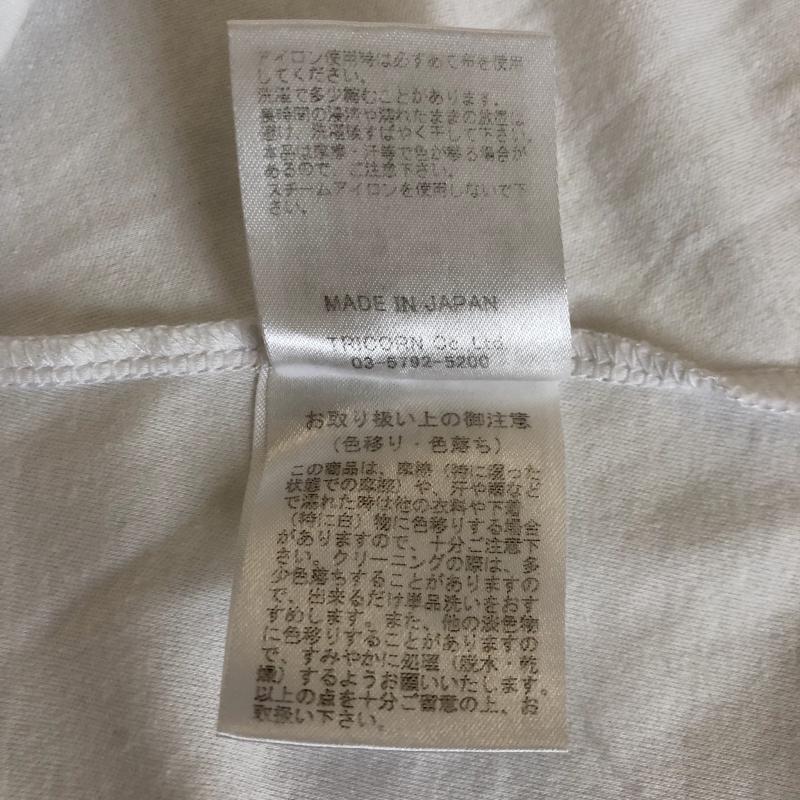 アイロン使用時は必ずあて布を使用
してください。
洗濯で多少縮むことがあります。
長時間の浸漬や濡れたままの放置は
避け、洗濯後すばやく干して下さい。
本品は摩擦・汗等で色が移る場合が
あるので、ご注意下さい。
スチームアイロンを使用しないで下
さい。
MADE IN JAPAN
TRICORN Co.Ltd
03-5792-5200
お取り扱い上の御注意
(色移り・色落ち)
この商品は、摩擦(特に湿った
状態での摩擦)や、汗や雨など
で濡れた時は他の衣料や下着
(特に白)物に色移りする場合
がありますので、十分ご注意下
さい。クリーニングの際は、多
少色落ちすることがありますの
で、出来るだけ単品洗いをおす
すめします。また、他の淡色物
に色移りすることがありますの
で、すみやかに処理(脱水・乾
燥)するようお願いいたします。
以上の点を十分ご留意の上、お
取扱い下さい。